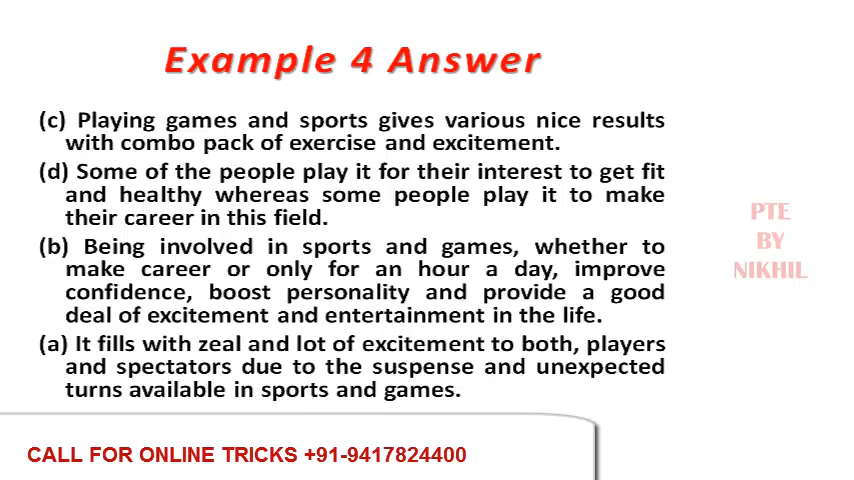 Example 4 Answer
(c) Playing games and sports gives various nice results
with combo pack of exercise and excitement.
(d) Some of the people play it for their interest to get fit
and healthy whereas some people play it to make
their career in this field.
(b) Being involved in sports and games, whether to
make career or only for an hour a day, improve
confidence, boost personality and provide a good
deal of excitement and entertainment in the life.
(a) It fills with zeal and lot of excitement to both, players
and spectators due to the suspense and unexpected
turns available in sports and games.
PTE
BY
NIKHIL
CALL FOR ONLINE TRICKS +91-9417824400